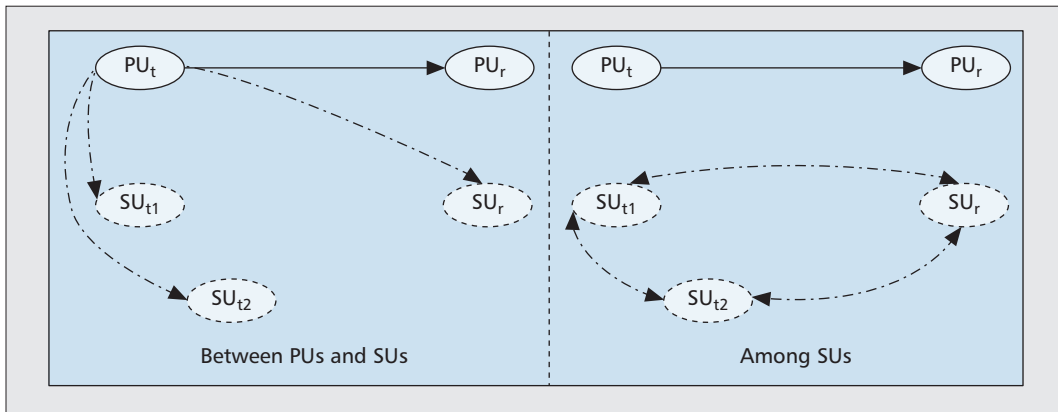 PUt PUr PUt PUr
SUt1 SUr SUt1 SUr
SUt2 SUt2
Between PUs and SUs Among SUs